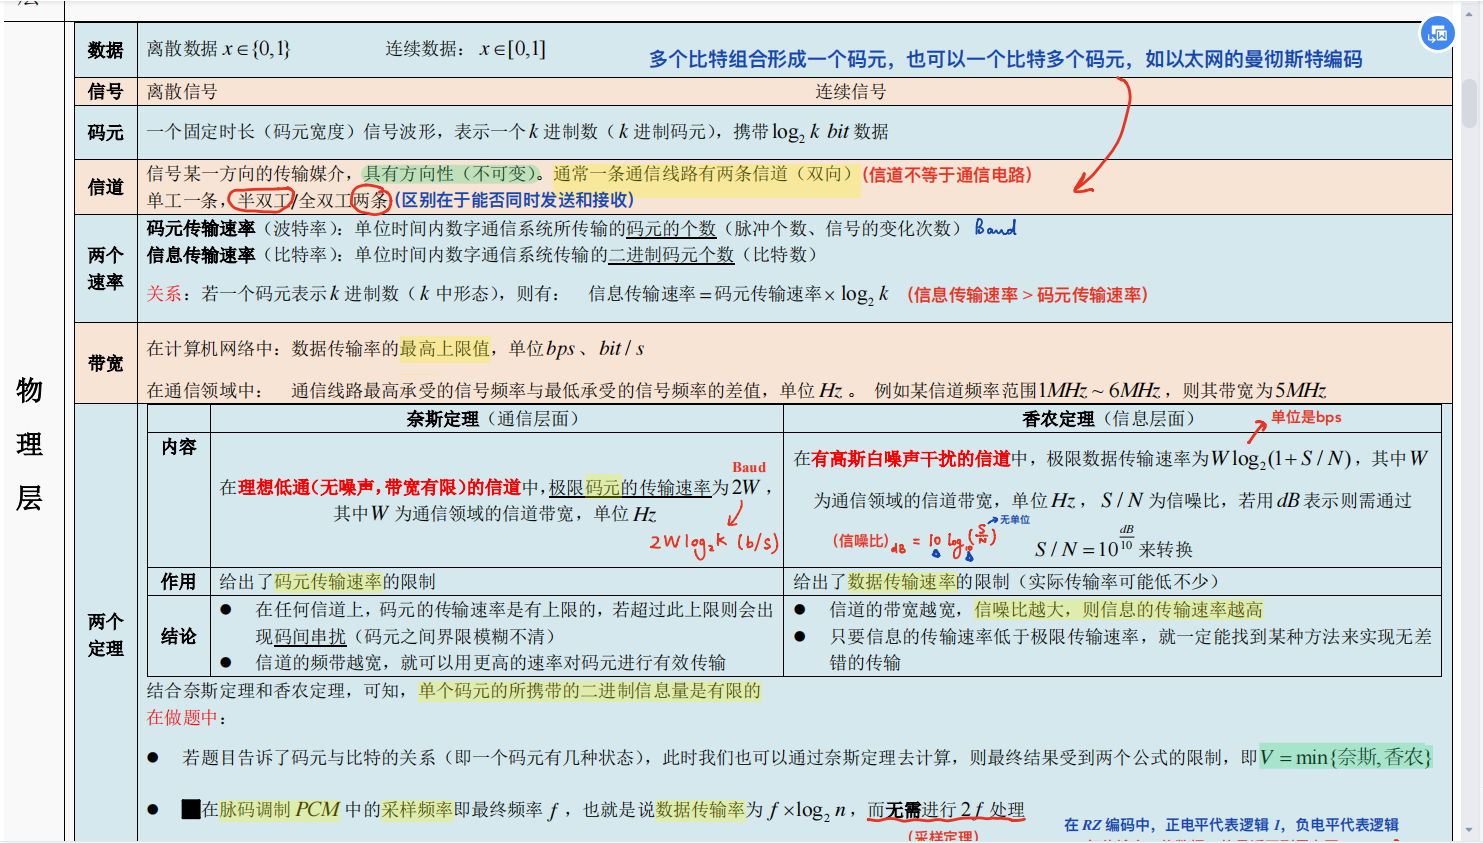 数据
离散数据 x∈{0,1} 连续数据： x∈[0,1]
多个比特组合形成一个码元，也可以一个比特多个码元，如以太网的曼彻斯特编码
信号
离散信号 连续信号
码元
一个固定时长（码元宽度）信号波形，表示一个 k 进制数（k 进制码元），携带 log₂ k bit 数据
信道
信号某一方向的传输媒介，具有方向性（不可变）。通常一条通信线路有两条信道（双向）(信道不等于通信电路)
单工一条，半双工/全双工两条 (区别在于能否同时发送和接收)
两个
速率
码元传输速率（波特率）：单位时间内数字通信系统所传输的码元的个数（脉冲个数、信号的变化次数） Baud
信息传输速率（比特率）：单位时间内数字通信系统传输的二进制码元个数（比特数）
关系：若一个码元表示 k 进制数（k 中形态），则有： 信息传输速率＝码元传输速率× log₂ k (信息传输速率 > 码元传输速率)
带宽
在计算机网络中：数据传输率的最高上限值，单位 bps 、 bit / s
在通信领域中： 通信线路最高承受的信号频率与最低承受的信号频率的差值，单位 Hz 。 例如某信道频率范围1MHz ~ 6MHz，则其带宽为5MHz
物
理
层
两个
定理
奈斯定理（通信层面）
香农定理（信息层面）
单位是bps
内容
Baud
在理想低通（无噪声，带宽有限）的信道中，极限码元的传输速率为 2W ，
其中 W 为通信领域的信道带宽，单位 Hz
2W log₂K (b/s)
在有高斯白噪声干扰的信道中，极限数据传输速率为 W log₂(1+ S / N)，其中 W
为通信领域的信道带宽，单位 Hz ， S / N 为信噪比，若用 dB 表示则需通过
(信噪比)dB = 10 log₁₀(S/N) 无单位
S / N = 10^(dB/10) 来转换
作用
给出了码元传输速率的限制
给出了数据传输速率的限制（实际传输率可能低不少）
结论
● 在任何信道上，码元的传输速率是有上限的，若超过此上限则会出
现码间串扰（码元之间界限模糊不清）
● 信道的频带越宽，就可以用更高的速率对码元进行有效传输
● 信道的带宽越宽，信噪比越大，则信息的传输速率越高
● 只要信息的传输速率低于极限传输速率，就一定能找到某种方法来实现无差
错的传输
结合奈斯定理和香农定理，可知，单个码元的所携带的二进制信息量是有限的
在做题中：
● 若题目告诉了码元与比特的关系（即一个码元有几种状态），此时我们也可以通过奈斯定理去计算，则最终结果受到两个公式的限制，即 V = min{奈斯,香农}
● 在脉码调制 PCM 中的采样频率即最终频率 f ，也就是说数据传输率为 f × log₂ n ，而无需进行 2 f 处理
(采样定理)
在 RZ 编码中，正电平代表逻辑 1，负电平代表逻辑